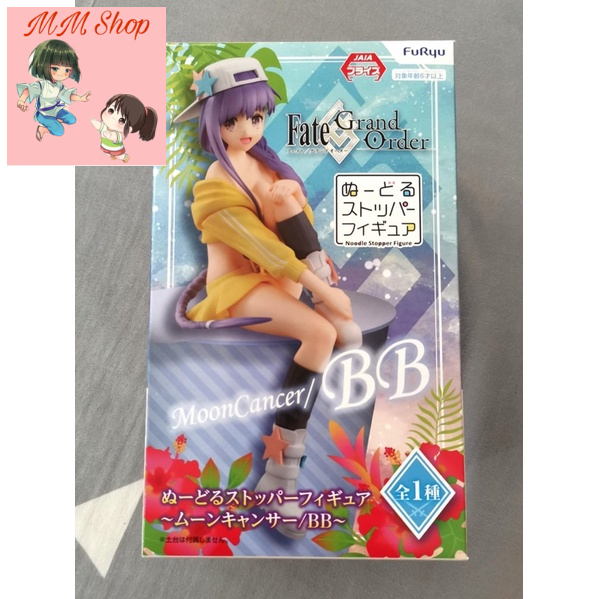 MM Shop
FuRyu
JAIA
プライズ
対象年齢6才以上
Fate Grand Order
ぬーどる
ストッパー
フィギュア
Noodle Stopper Figure
MoonCancer/BB
ぬーどるストッパーフィギュア
～ムーンキャンサー/BB～
全1種
※土台は付属しません。